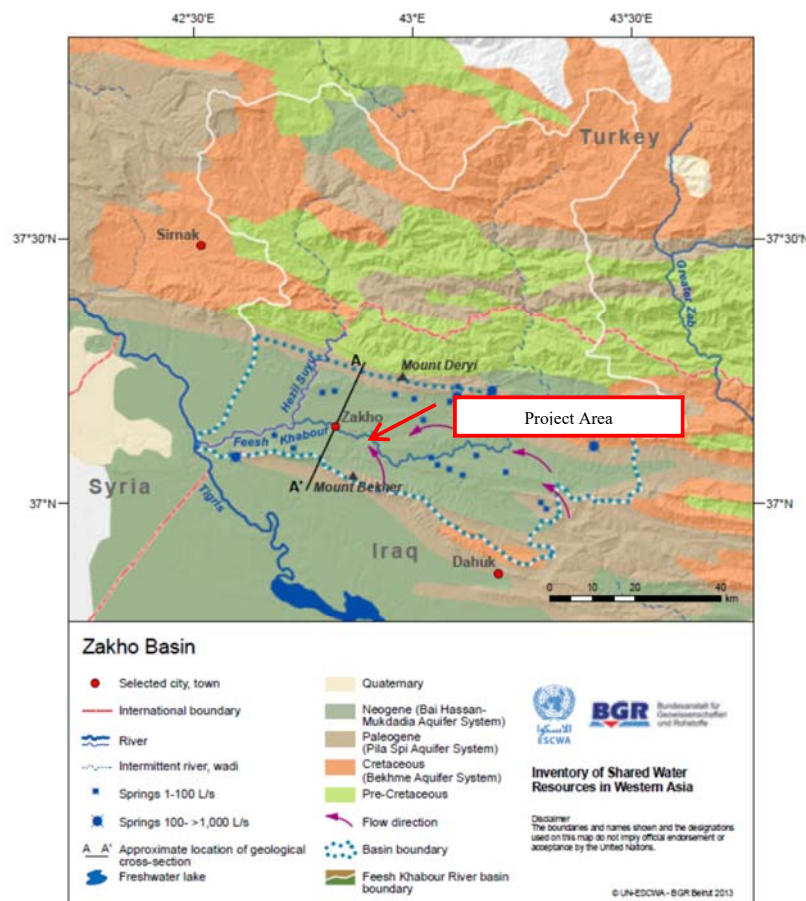 42°30'E
43°E
43°30'E
Turkey
37°30'N
37°30'N
Sirnak
Greater Zab
Hezil Suyu
A
Mount Deryi
Project Area
Zakho
Feesh Khabour
Syria
A'
Mount Bekher
37°N
37°N
Tigris
Iraq
Dahuk
0
10
20
40
km
Zakho Basin
Selected city, town
International boundary
River
Intermittent river, wadi
Springs 1-100 L/s
Springs 100- >1,000 L/s
A A' Approximate location of geological
cross-section
Freshwater lake
Quaternary
Neogene (Bai Hassan-
Mukdadia Aquifer System)
Paleogene
(Pila Spi Aquifer System)
Cretaceous
(Bekhme Aquifer System)
Pre-Cretaceous
Flow direction
Basin boundary
Feesh Khabour River basin
boundary
الإسكوا
ESCWA
BGR
Bundesanstalt für
Geowissenschaften
und Rohstoffe
Inventory of Shared Water
Resources in Western Asia
Disclaimer
The boundaries and names shown and the designations
used on this map do not imply official endorsement or
acceptance by the United Nations.
© UN-ESCWA - BGR Beirut 2013